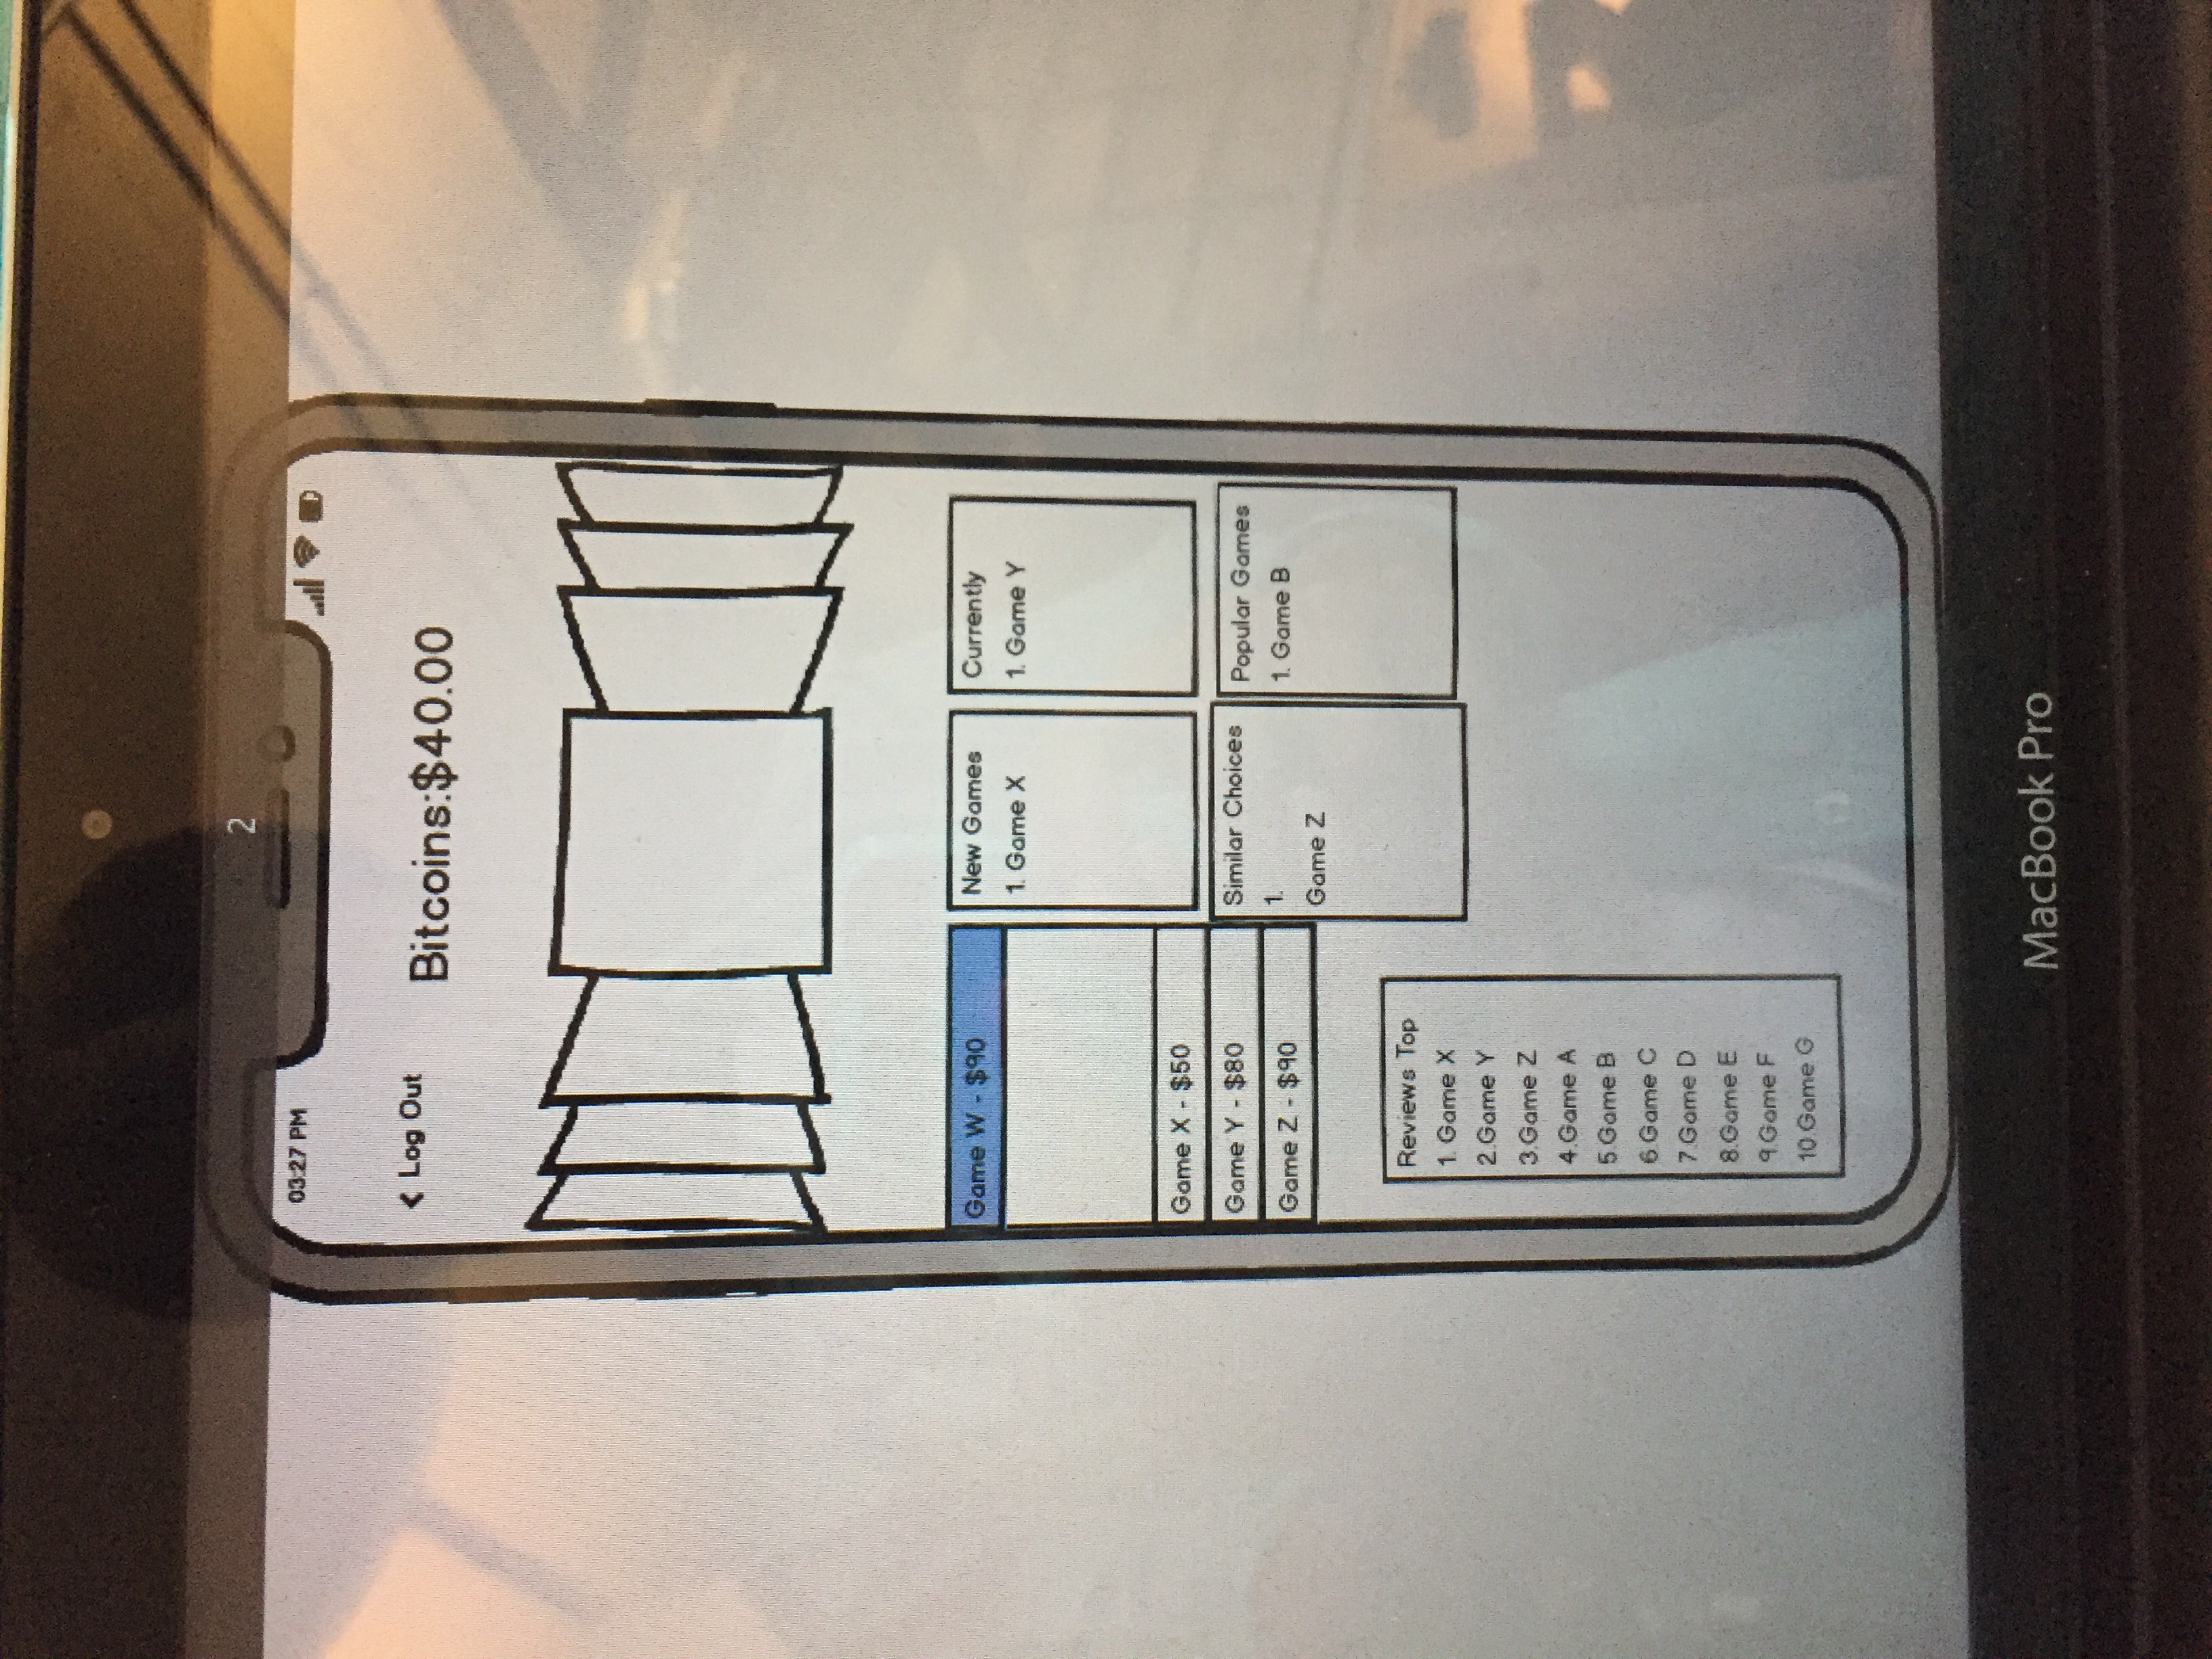 2
03:27 PM
< Log Out
Bitcoins:$40.00
Game W - $90
Game X - $50
Game Y - $80
Game Z - $90
New Games
1. Game X
Currently
1. Game Y
Similar Choices
1.
Game Z
Popular Games
1. Game B
Reviews Top
1. Game X
2.Game Y
3.Game Z
4.Game A
5.Game B
6.Game C
7.Game D
8.Game E
9.Game F
10.Game G
MacBook Pro